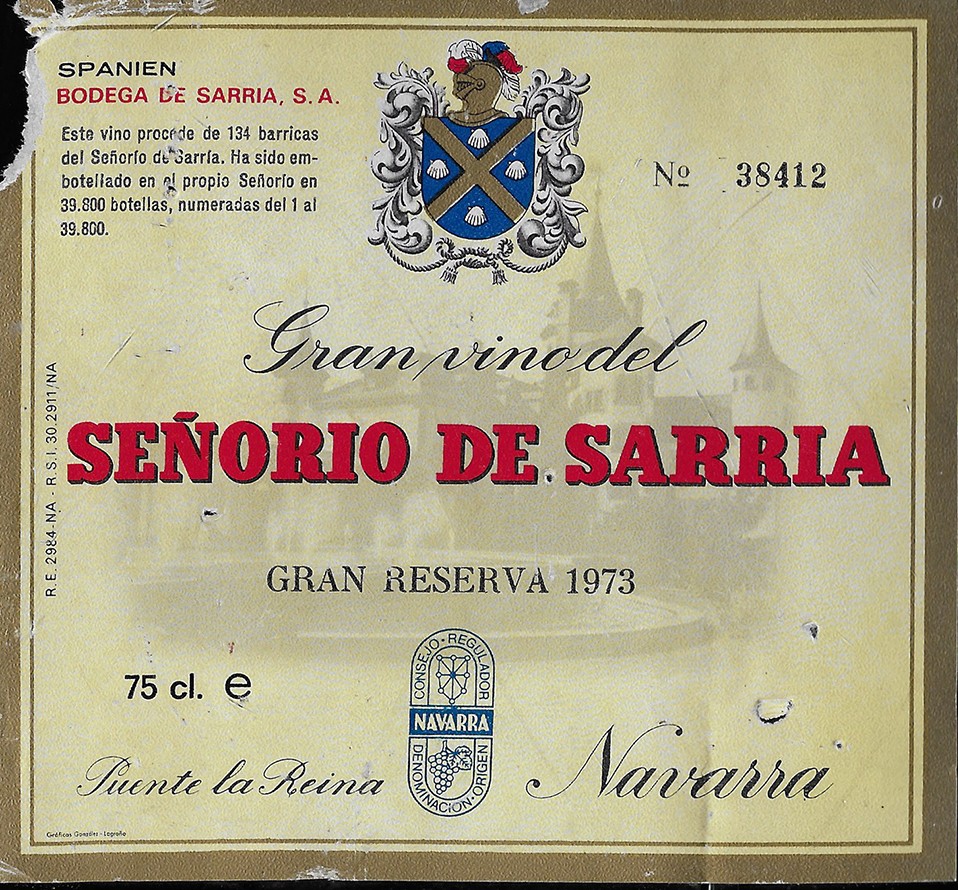 SPANIEN
BODEGA DE SARRIA, S. A.
Este vino procede de 134 barricas
del Señorío de Sarría. Ha sido em-
botellado en el propio Señorío en
39.800 botellas, numeradas del 1 al
39.800.
Nº 38412
Gran vino del
SEÑORIO DE SARRIA
R. E. 2984-NA - R.S.I. 30.2911/NA
GRAN RESERVA 1973
75 cl. e
CONSEJO·REGULADOR
NAVARRA
DENOMINACION·ORIGEN
Puente la Reina
Navarra
Gráficas González - Logroño